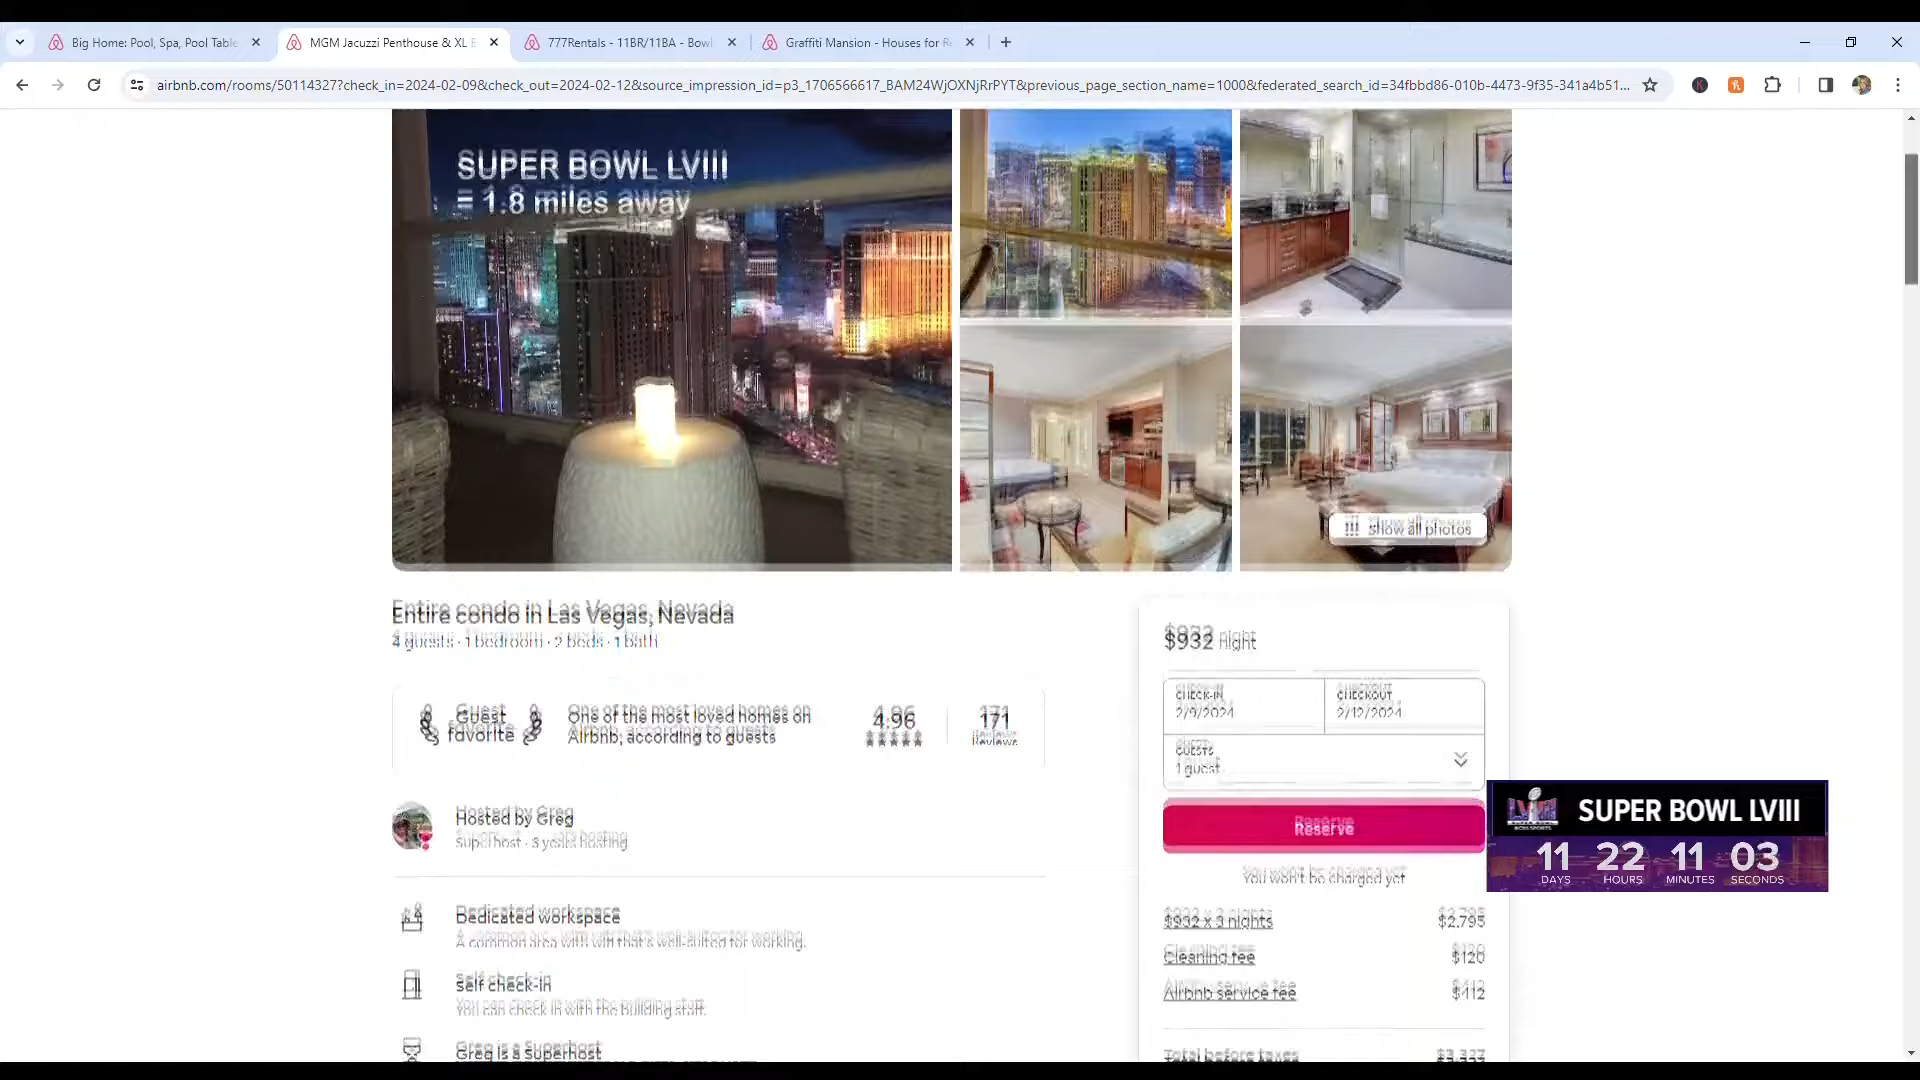 Big Home: Pool, Spa, Pool Table
MGM Jacuzzi Penthouse & XL B
777Rentals - 11BR/11BA - Bowl
Graffiti Mansion - Houses for Re
airbnb.com/rooms/50114327?check_in=2024-02-09&check_out=2024-02-12&source_impression_id=p3_1706566617_BAM24WjOXNjRrPYT&previous_page_section_name=1000&federated_search_id=34fbbd86-010b-4473-9f35-341a4b51...
SUPER BOWL LVIII
= 1.8 miles away
Show all photos
Entire condo in Las Vegas, Nevada
4 guests · 1 bedroom · 2 beds · 1 bath
Guest favorite
One of the most loved homes on
Airbnb, according to guests
4.96
171
Reviews
Hosted by Greg
Superhost · 3 years hosting
Dedicated workspace
A common area with wifi that's well-suited for working.
Self check-in
You can check in with the building staff.
Greg is a Superhost
$932 night
CHECK-IN
2/9/2024
CHECKOUT
2/12/2024
GUESTS
1 guest
Reserve
You won't be charged yet
$932 x 3 nights $2,795
Cleaning fee $120
Airbnb service fee $412
Total before taxes $3,327
SUPER BOWL LVIII
11 22 11 03
DAYS HOURS MINUTES SECONDS